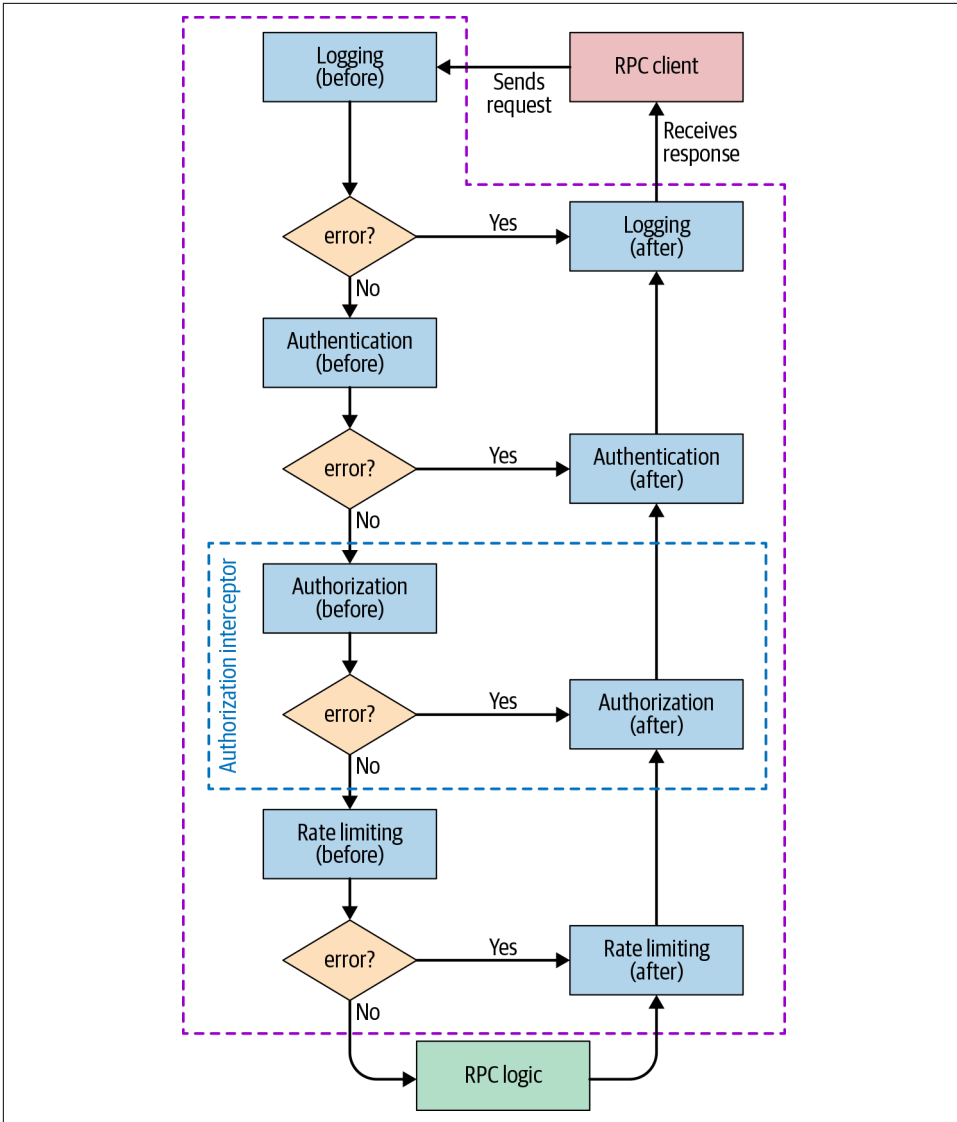 Logging
(before)
RPC client
Sends
request
Receives
response
error?
Yes
Logging
(after)
No
Authentication
(before)
error?
Yes
Authentication
(after)
No
Authorization interceptor
Authorization
(before)
error?
Yes
Authorization
(after)
No
Rate limiting
(before)
error?
Yes
Rate limiting
(after)
No
RPC logic